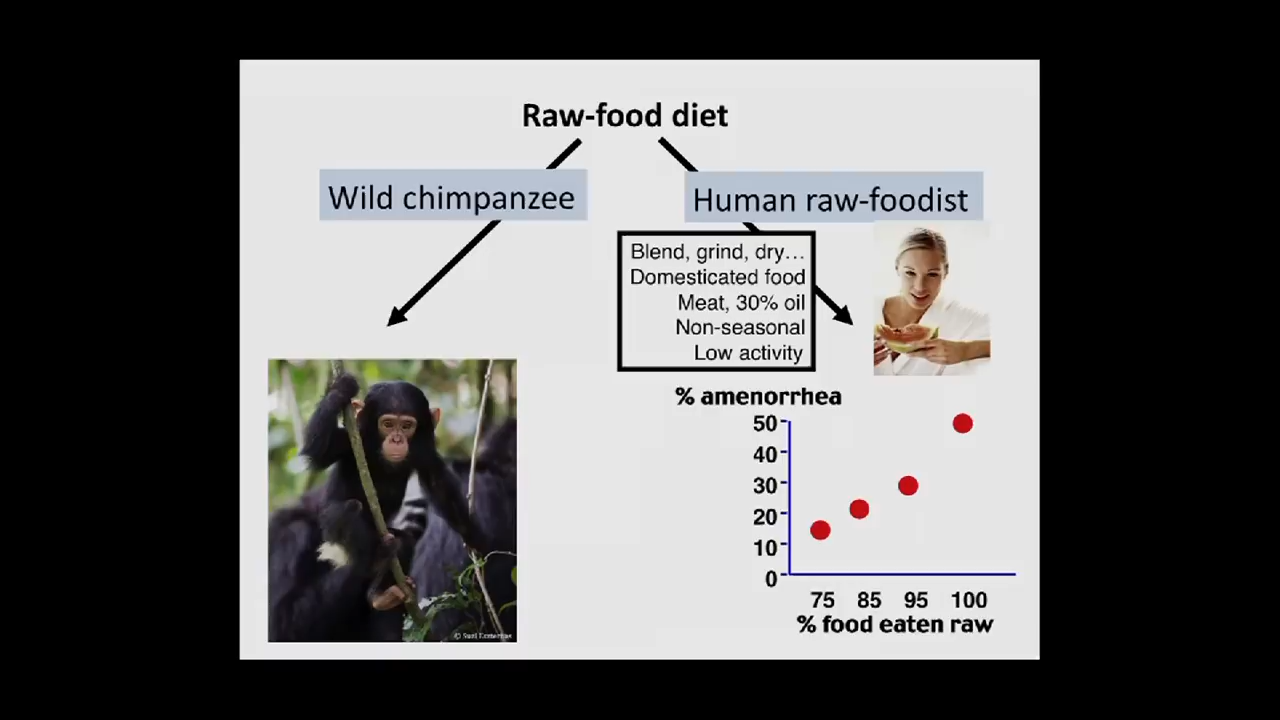 Raw-food diet
Wild chimpanzee
Human raw-foodist
Blend, grind, dry…
Domesticated food
Meat, 30% oil
Non-seasonal
Low activity
% amenorrhea
50
40
30
20
10
0
75 85 95 100
% food eaten raw